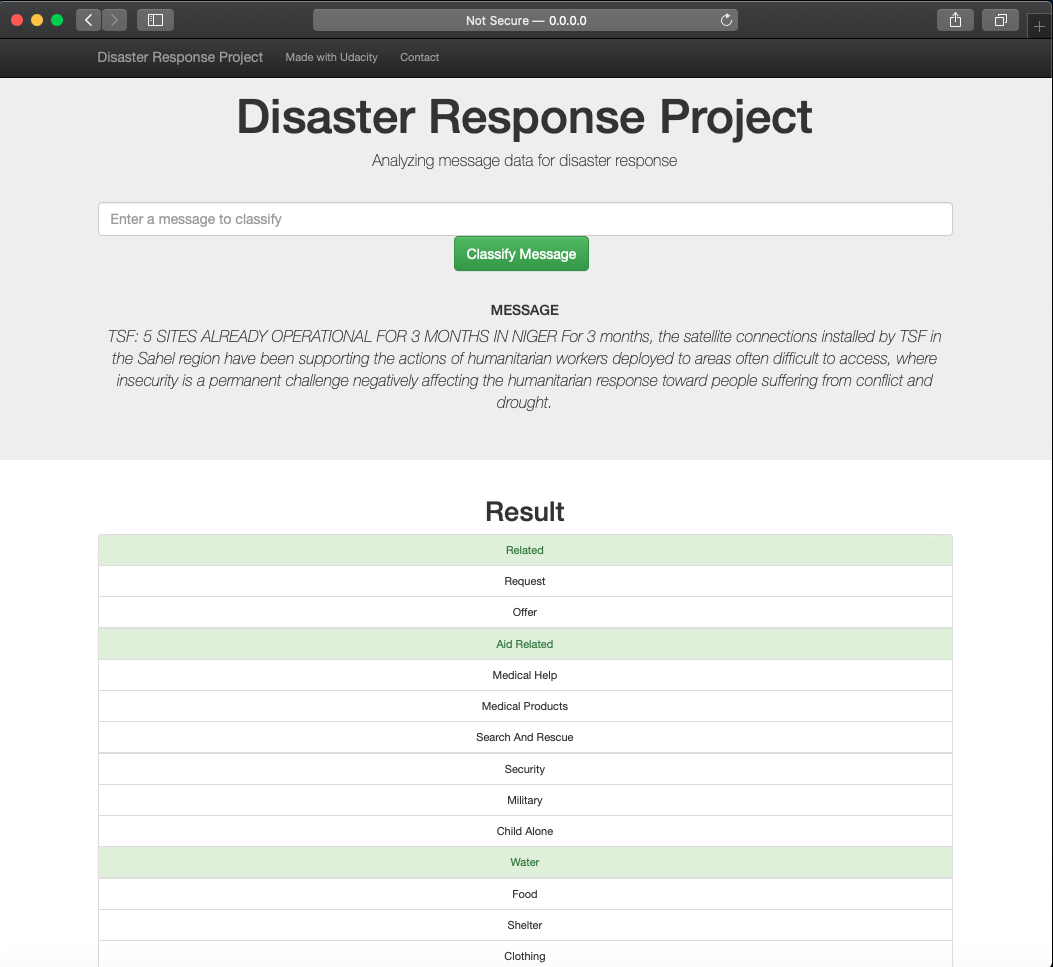 Not Secure — 0.0.0.0
Disaster Response Project Made with Udacity Contact
Disaster Response Project
Analyzing message data for disaster response
Enter a message to classify
Classify Message
MESSAGE
TSF: 5 SITES ALREADY OPERATIONAL FOR 3 MONTHS IN NIGER For 3 months, the satellite connections installed by TSF in
the Sahel region have been supporting the actions of humanitarian workers deployed to areas often difficult to access, where
insecurity is a permanent challenge negatively affecting the humanitarian response toward people suffering from conflict and
drought.
Result
Related
Request
Offer
Aid Related
Medical Help
Medical Products
Search And Rescue
Security
Military
Child Alone
Water
Food
Shelter
Clothing